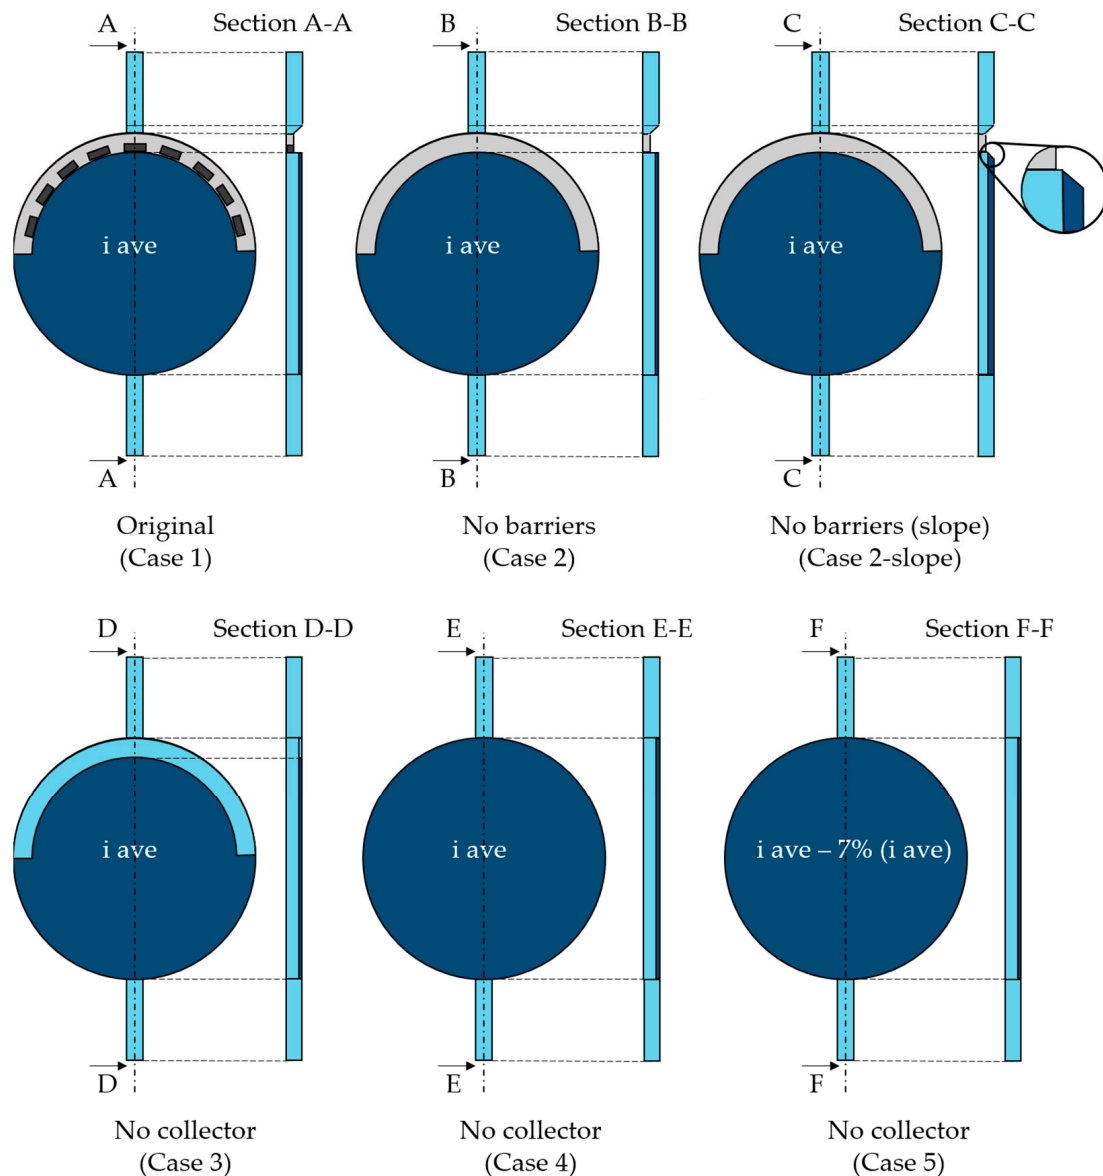 A Section A-A
B Section B-B
C Section C-C
i ave
i ave
i ave
A
B
C
Original
(Case 1)
No barriers
(Case 2)
No barriers (slope)
(Case 2-slope)
D Section D-D
E Section E-E
F Section F-F
i ave
i ave
i ave – 7% (i ave)
D
E
F
No collector
(Case 3)
No collector
(Case 4)
No collector
(Case 5)